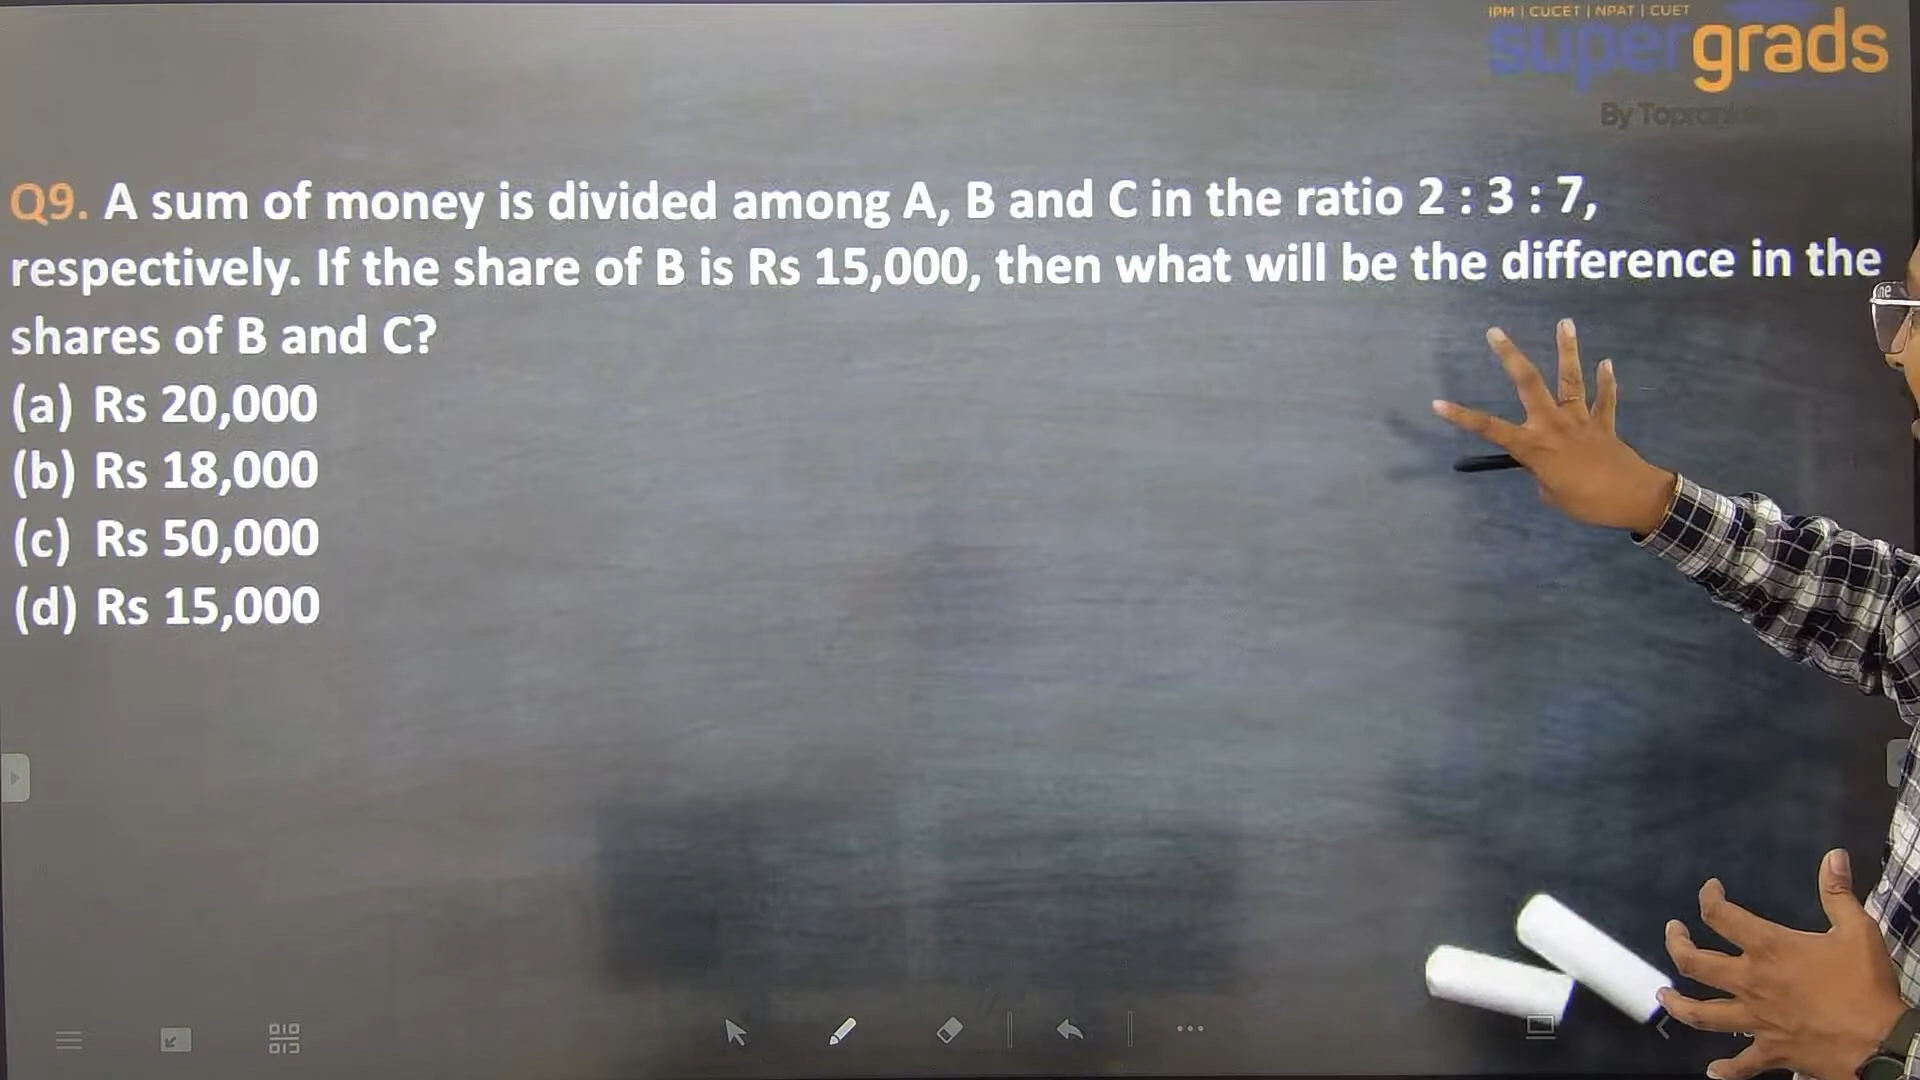 IPM | CUCET | NPAT | CUET
supergrads
Q9. A sum of money is divided among A, B and C in the ratio 2 : 3 : 7,
respectively. If the share of B is Rs 15,000, then what will be the difference in the
shares of B and C?
(a) Rs 20,000
(b) Rs 18,000
(c) Rs 50,000
(d) Rs 15,000
By